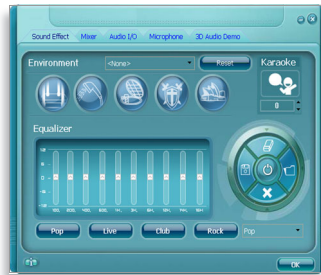 Sound Effect Mixer Audio I/O Microphone 3D Audio Demo
Environment <None> Reset Karaoke
0
Equalizer
Pop Live Club Rock Pop
OK